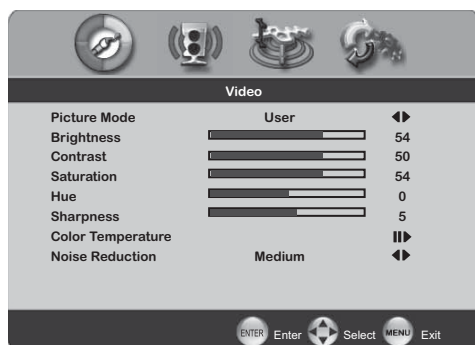 Video
Picture Mode User
Brightness 54
Contrast 50
Saturation 54
Hue 0
Sharpness 5
Color Temperature
Noise Reduction Medium
ENTER Enter Select MENU Exit